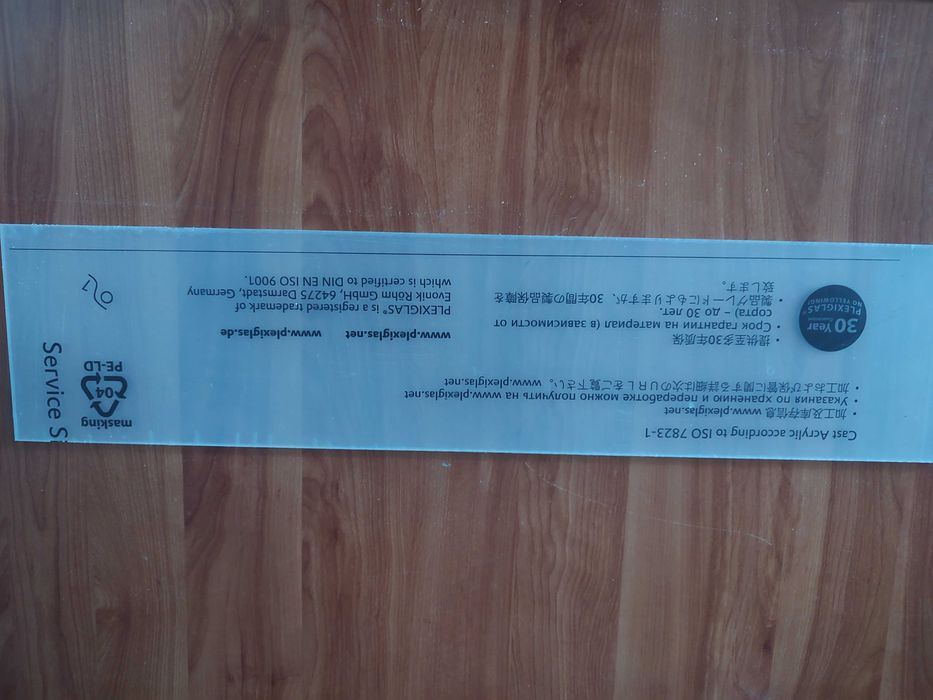 Cast Acrylic according to ISO 7823-1
• 加工及库存信息 www.plexiglas.net
• Указания по хранению и переработке можно получить на www.plexiglas.net
• 加工および保管に関する詳細は次のURLをご覧下さい。 www.plexiglas.net
• 提供至多30年质保
• Срок гарантии на материал (в зависимости от
сорта) – до 30 лет.
• 製品グレードにもよりますが、30年間の製品保障を
致します。
30 Year
PLEXIGLAS®
NO YELLOWING!
www.plexiglas.net www.plexiglas.de
PLEXIGLAS® is a registered trademark of
Evonik Röhm GmbH, 64275 Darmstadt, Germany
which is certified to DIN EN ISO 9001.
masking
04
PE-LD
Service S